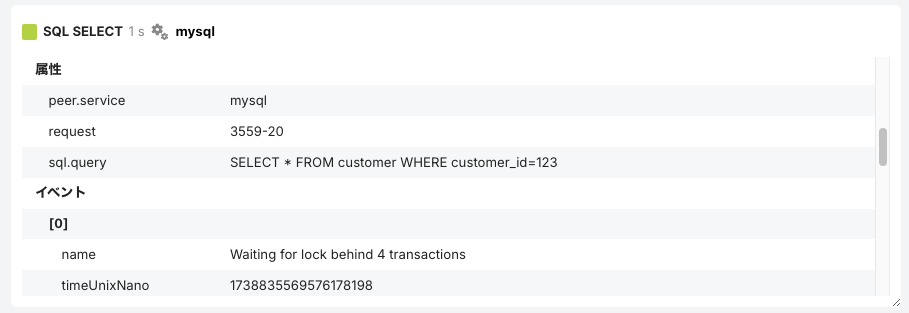 SQL SELECT 1 s mysql
属性
peer.service mysql
request 3559-20
sql.query SELECT * FROM customer WHERE customer_id=123
イベント
[0]
name Waiting for lock behind 4 transactions
timeUnixNano 1738835569576178198